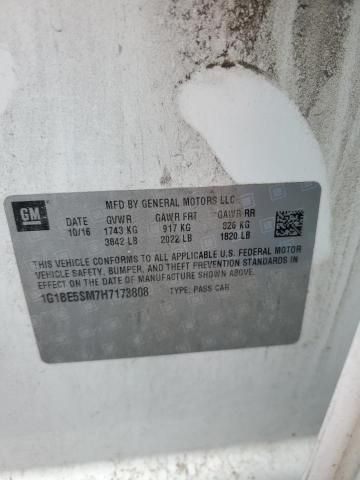 GM
MFD BY GENERAL MOTORS LLC
DATE GVWR GAWR FRT GAWR RR
10/16 1743 KG 917 KG 826 KG
3842 LB 2022 LB 1820 LB
THIS VEHICLE CONFORMS TO ALL APPLICABLE U.S. FEDERAL MOTOR
VEHICLE SAFETY, BUMPER, AND THEFT PREVENTION STANDARDS IN
EFFECT ON THE DATE OF MANUFACTURE SHOWN ABOVE.
1G1BE5SM7H7173808 TYPE: PASS CAR